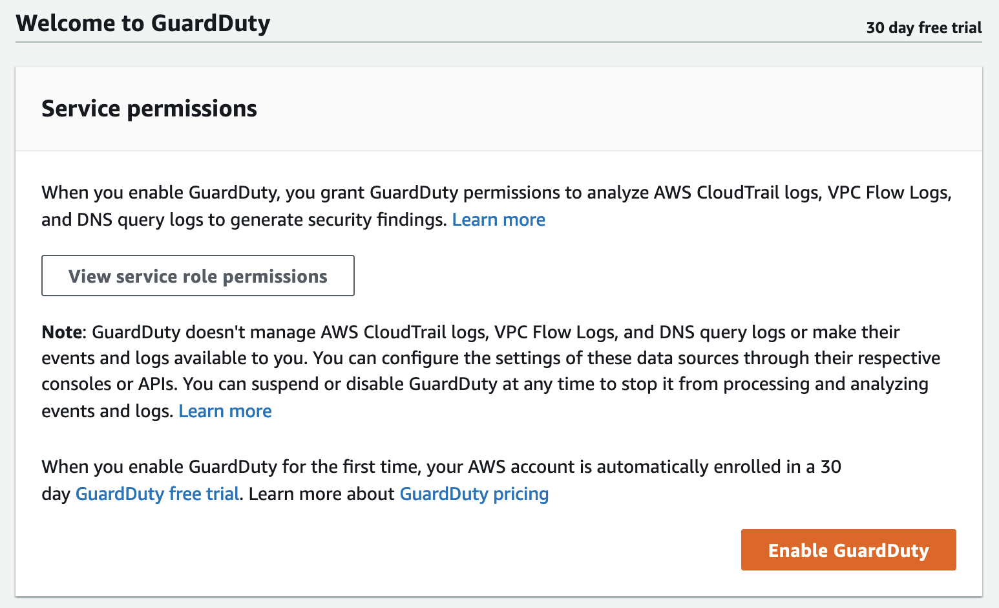 Welcome to GuardDuty
30 day free trial
Service permissions
When you enable GuardDuty, you grant GuardDuty permissions to analyze AWS CloudTrail logs, VPC Flow Logs,
and DNS query logs to generate security findings. Learn more
View service role permissions
Note: GuardDuty doesn't manage AWS CloudTrail logs, VPC Flow Logs, and DNS query logs or make their
events and logs available to you. You can configure the settings of these data sources through their respective
consoles or APIs. You can suspend or disable GuardDuty at any time to stop it from processing and analyzing
events and logs. Learn more
When you enable GuardDuty for the first time, your AWS account is automatically enrolled in a 30
day GuardDuty free trial. Learn more about GuardDuty pricing
Enable GuardDuty